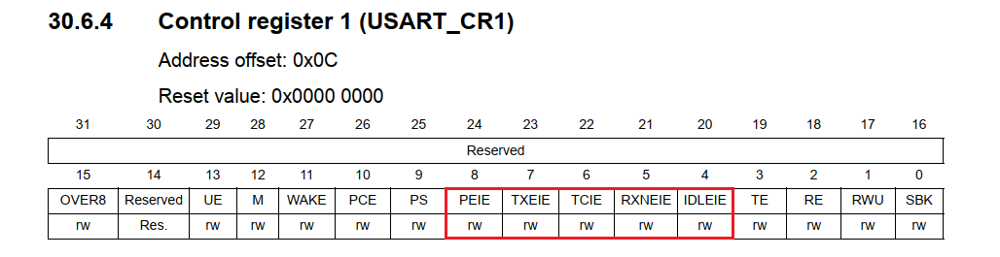 30.6.4 Control register 1 (USART_CR1)
Address offset: 0x0C
Reset value: 0x0000 0000
31 30 29 28 27 26 25 24 23 22 21 20 19 18 17 16
Reserved
15 14 13 12 11 10 9 8 7 6 5 4 3 2 1 0
OVER8 Reserved UE M WAKE PCE PS PEIE TXEIE TCIE RXNEIE IDLEIE TE RE RWU SBK
rw Res. rw rw rw rw rw rw rw rw rw rw rw rw rw rw